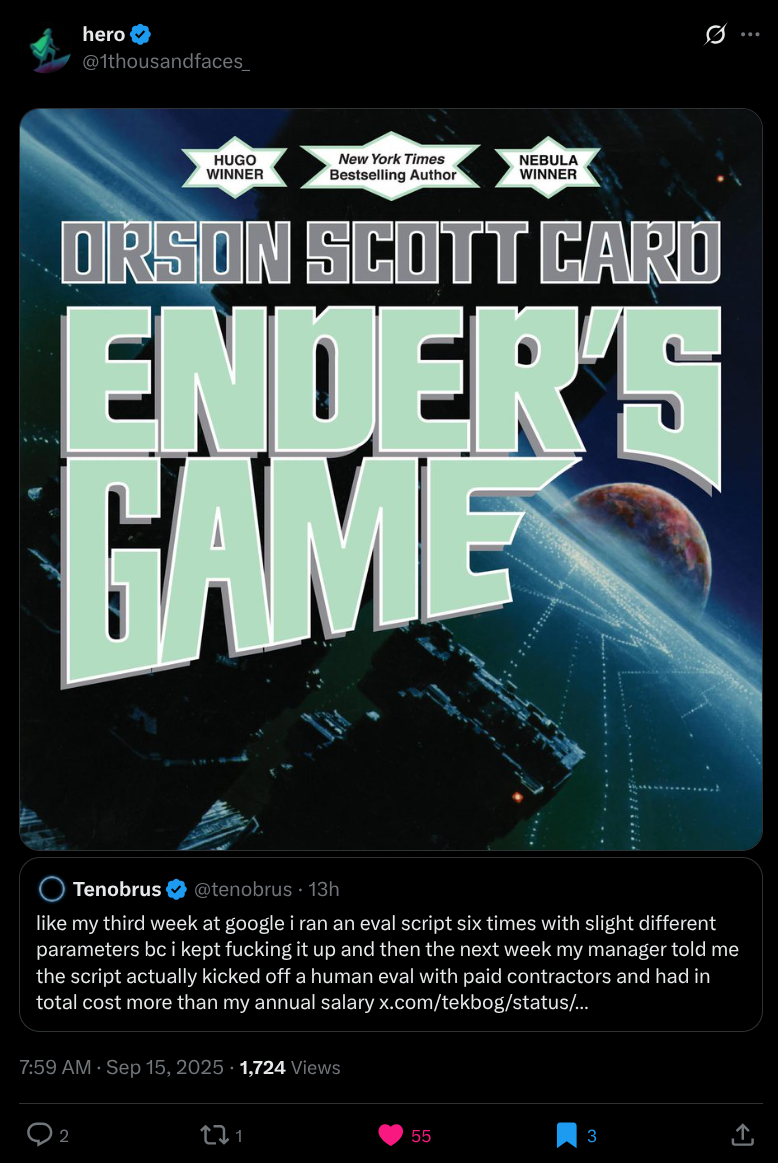 hero
@1thousandfaces_
HUGO
WINNER
New York Times
Bestselling Author
NEBULA
WINNER
ORSON SCOTT CARD
ENDER'S
GAME
Tenobrus @tenobrus · 13h
like my third week at google i ran an eval script six times with slight different
parameters bc i kept fucking it up and then the next week my manager told me
the script actually kicked off a human eval with paid contractors and had in
total cost more than my annual salary x.com/tekbog/status/...
7:59 AM · Sep 15, 2025 · 1,724 Views
2
1
55
3